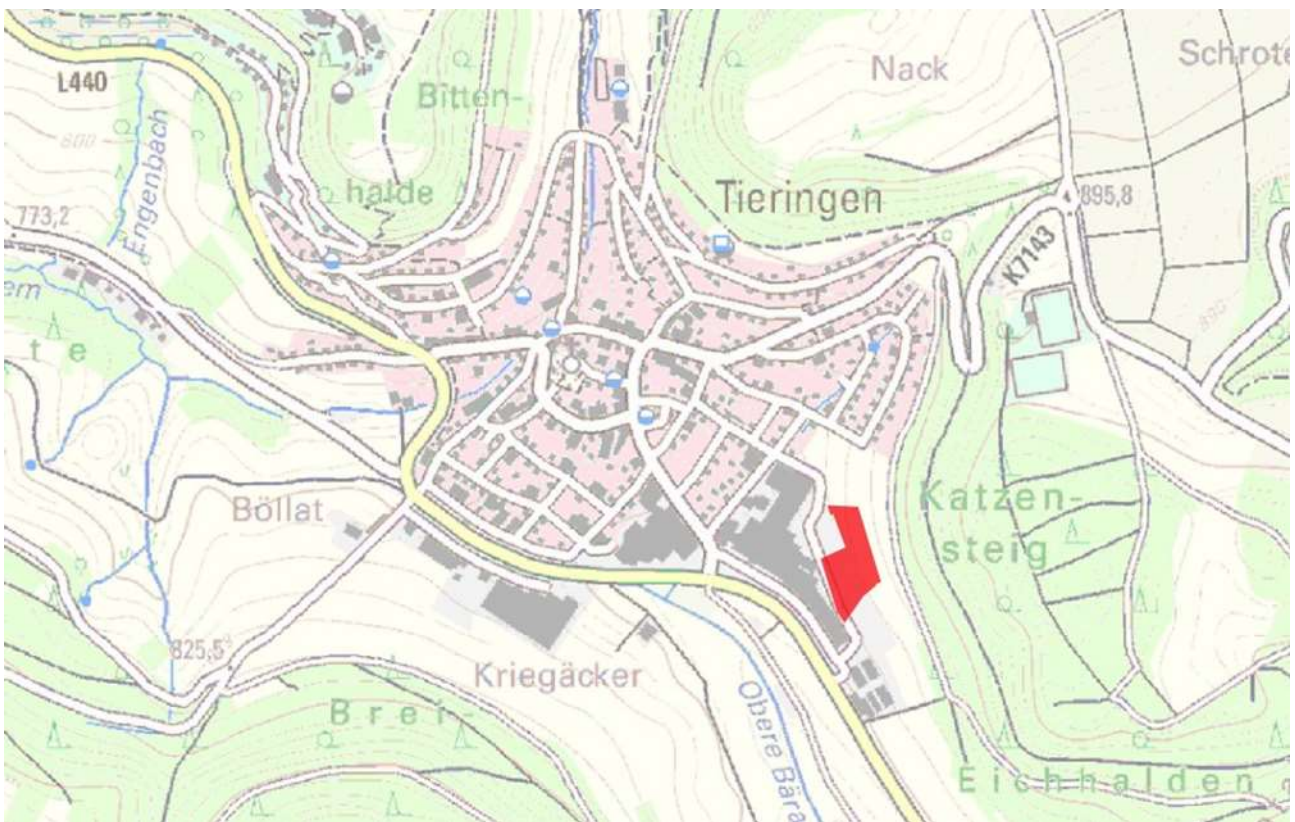 Nack
Schrote
L440
Bitten-
halde
Engenbach
800
773,2
Tieringen
895,8
K7143
890
t e
Böllat
Katzen-
steig
825,5
Kriegäcker
Brei-
Obere Bära
Eichhalden